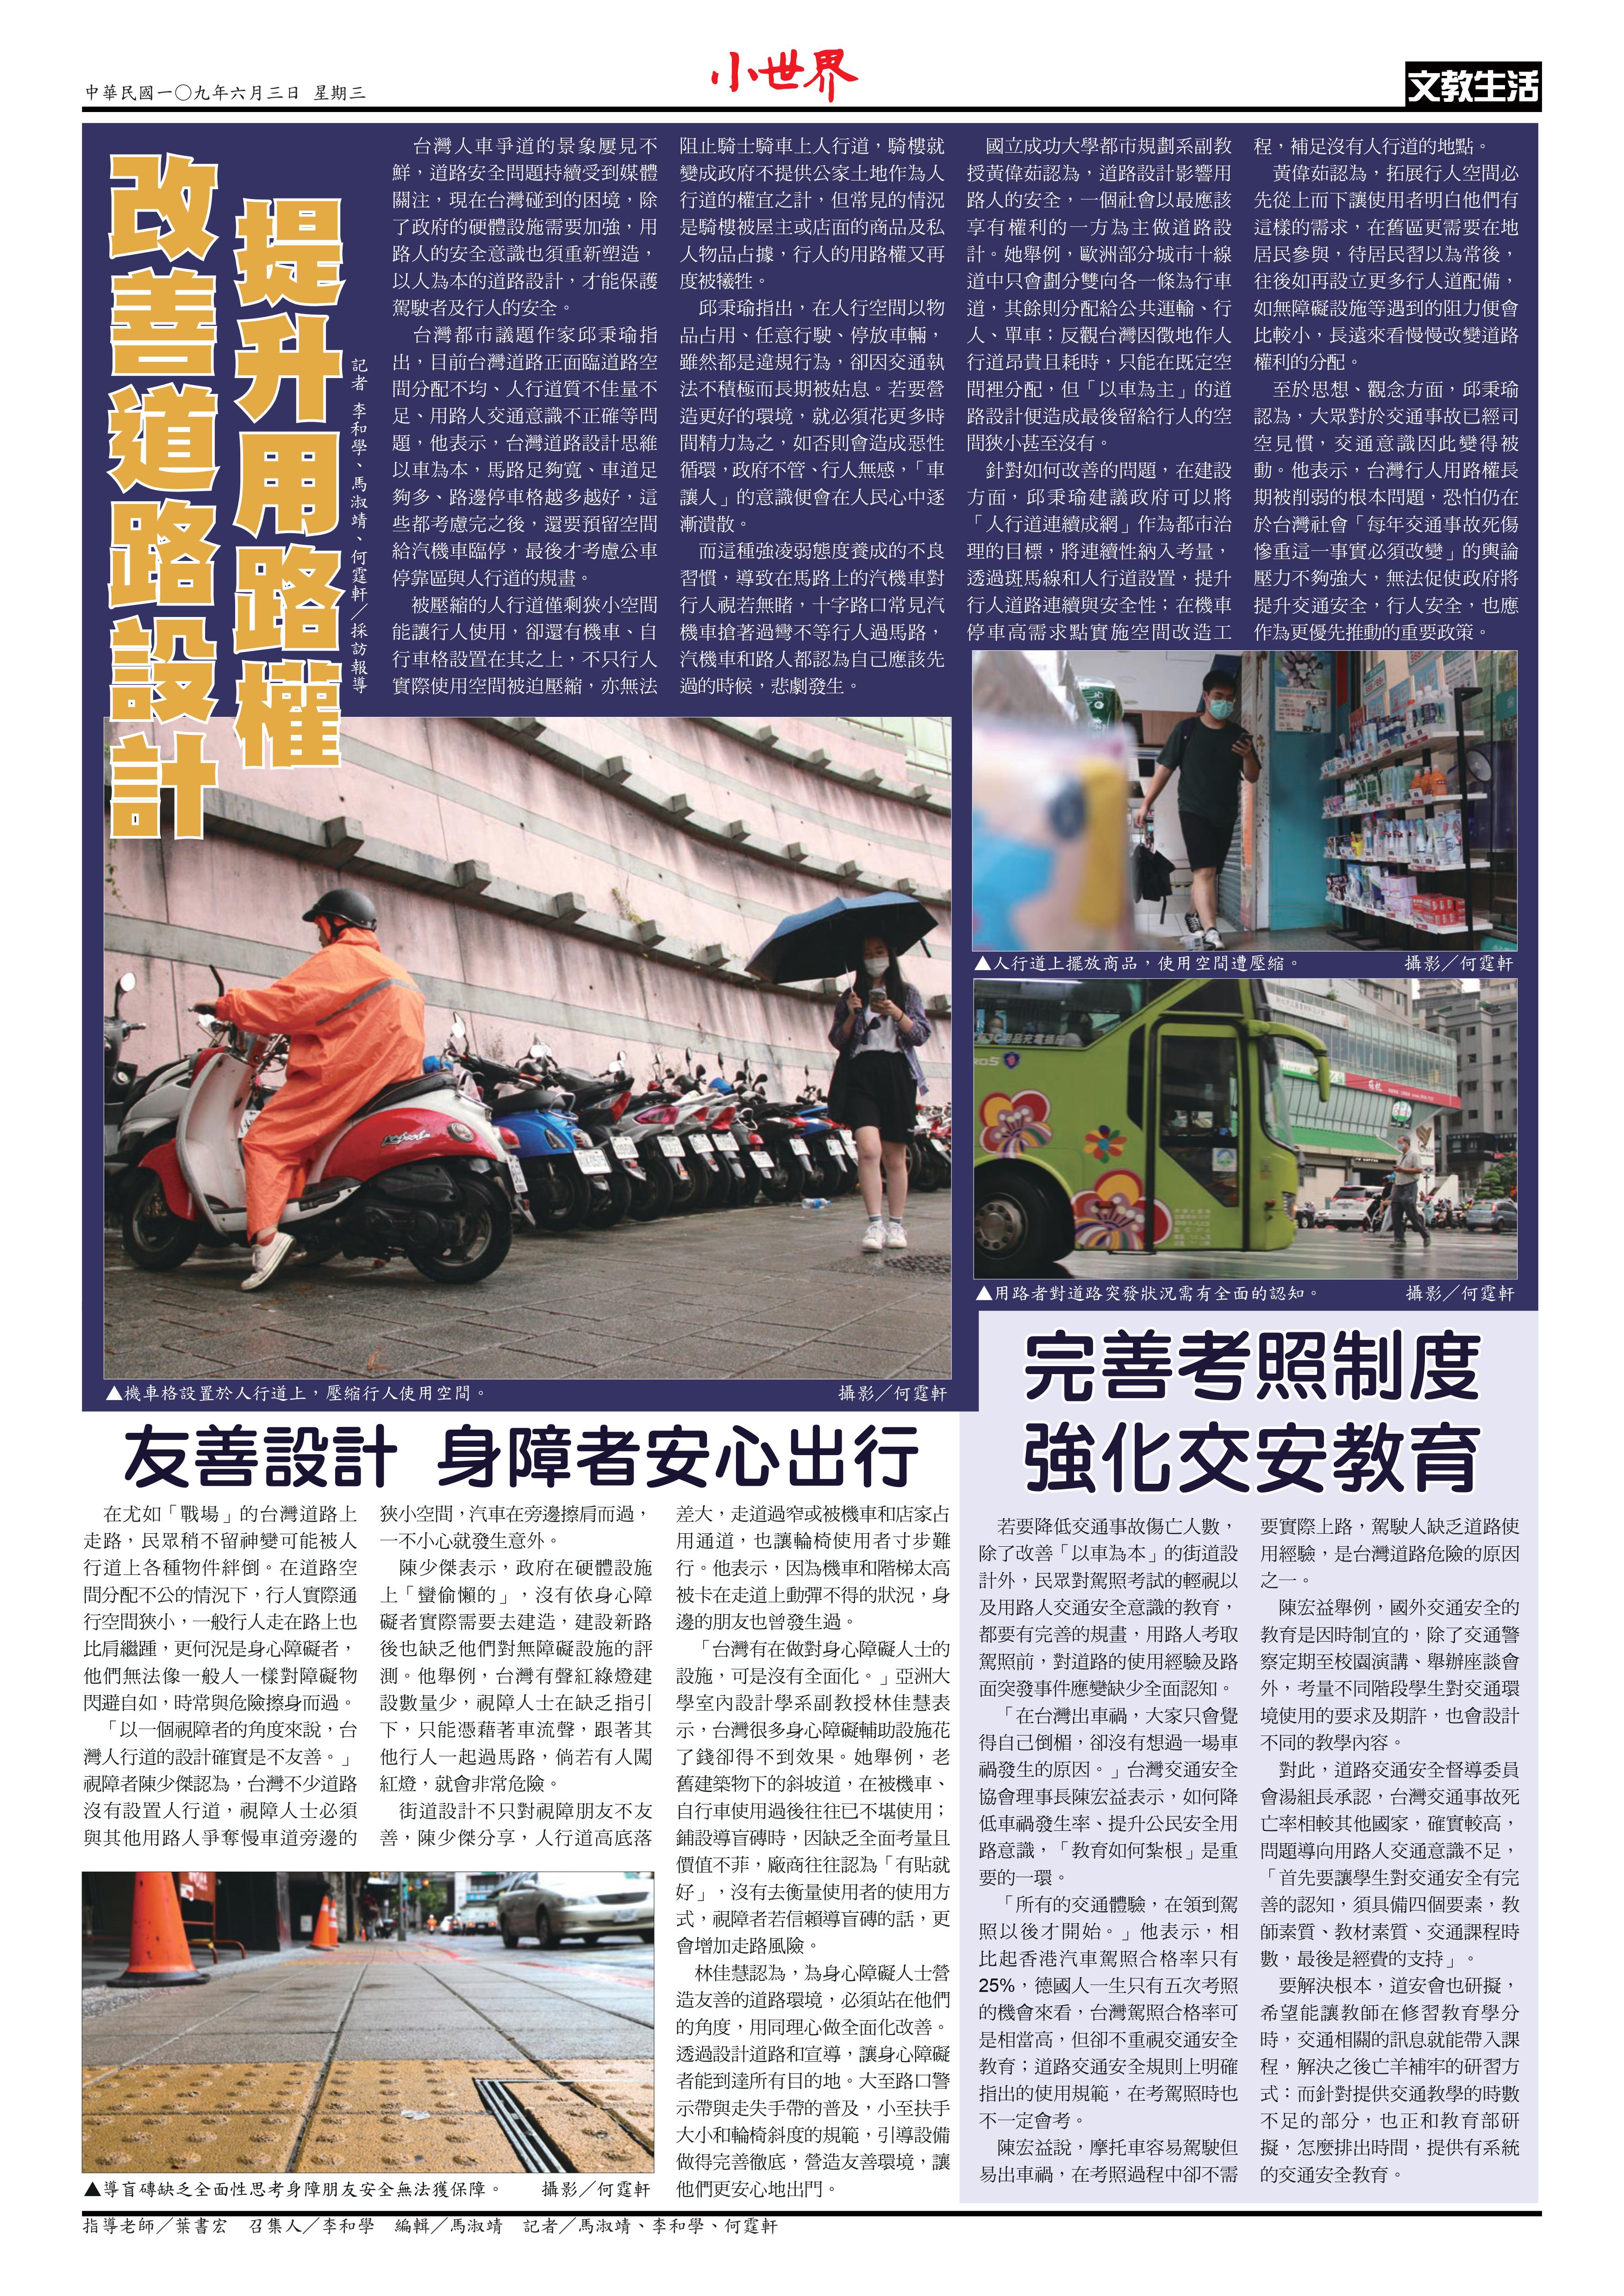 中華民國一〇九年六月三日 星期三
小世界
文教生活
改善道路設計
提升用路權
記者 李和學、馬淑靖、何霆軒／採訪報導
台灣人車爭道的景象屢見不
鮮，道路安全問題持續受到媒體
關注，現在台灣碰到的困境，除
了政府的硬體設施需要加強，用
路人的安全意識也須重新塑造，
以人為本的道路設計，才能保護
駕駛者及行人的安全。
台灣都市議題作家邱秉瑜指
出，目前台灣道路正面臨道路空
間分配不均、人行道質不佳量不
足、用路人交通意識不正確等問
題，他表示，台灣道路設計思維
以車為本，馬路足夠寬、車道足
夠多、路邊停車格越多越好，這
些都考慮完之後，還要預留空間
給汽機車臨停，最後才考慮公車
停靠區與人行道的規畫。
被壓縮的人行道僅剩狹小空間
能讓行人使用，卻還有機車、自
行車格設置在其之上，不只行人
實際使用空間被迫壓縮，亦無法
阻止騎士騎車上人行道，騎樓就
變成政府不提供公家土地作為人
行道的權宜之計，但常見的情況
是騎樓被屋主或店面的商品及私
人物品占據，行人的用路權又再
度被犧牲。
邱秉瑜指出，在人行空間以物
品占用、任意行駛、停放車輛，
雖然都是違規行為，卻因交通執
法不積極而長期被姑息。若要營
造更好的環境，就必須花更多時
間精力為之，如否則會造成惡性
循環，政府不管、行人無感，「車
讓人」的意識便會在人民心中逐
漸潰散。
而這種強凌弱態度養成的不良
習慣，導致在馬路上的汽機車對
行人視若無睹，十字路口常見汽
機車搶著過彎不等行人過馬路，
汽機車和路人都認為自己應該先
過的時候，悲劇發生。
國立成功大學都市規劃系副教
授黃偉茹認為，道路設計影響用
路人的安全，一個社會以最應該
享有權利的一方為主做道路設
計。她舉例，歐洲部分城市十線
道中只會劃分雙向各一條為行車
道，其餘則分配給公共運輸、行
人、單車；反觀台灣因徵地作人
行道昂貴且耗時，只能在既定空
間裡分配，但「以車為主」的道
路設計便造成最後留給行人的空
間狹小甚至沒有。
針對如何改善的問題，在建設
方面，邱秉瑜建議政府可以將
「人行道連續成網」作為都市治
理的目標，將連續性納入考量，
透過斑馬線和人行道設置，提升
行人道路連續與安全性；在機車
停車高需求點實施空間改造工
程，補足沒有人行道的地點。
黃偉茹認為，拓展行人空間必
先從上而下讓使用者明白他們有
這樣的需求，在舊區更需要在地
居民參與，待居民習以為常後，
往後如再設立更多行人道配備，
如無障礙設施等遇到的阻力便會
比較小，長遠來看慢慢改變道路
權利的分配。
至於思想、觀念方面，邱秉瑜
認為，大眾對於交通事故已經司
空見慣，交通意識因此變得被
動。他表示，台灣行人用路權長
期被削弱的根本問題，恐怕仍在
於台灣社會「每年交通事故死傷
慘重這一事實必須改變」的輿論
壓力不夠強大，無法促使政府將
提升交通安全，行人安全，也應
作為更優先推動的重要政策。
▲人行道上擺放商品，使用空間遭壓縮。 攝影／何霆軒
▲用路者對道路突發狀況需有全面的認知。 攝影／何霆軒
▲機車格設置於人行道上，壓縮行人使用空間。 攝影／何霆軒
友善設計 身障者安心出行
在尤如「戰場」的台灣道路上
走路，民眾稍不留神變可能被人
行道上各種物件絆倒。在道路空
間分配不公的情況下，行人實際通
行空間狹小，一般行人走在路上也
比肩繼踵，更何況是身心障礙者，
他們無法像一般人一樣對障礙物
閃避自如，時常與危險擦身而過。
「以一個視障者的角度來說，台
灣人行道的設計確實是不友善。」
視障者陳少傑認為，台灣不少道路
沒有設置人行道，視障人士必須
與其他用路人爭奪慢車道旁邊的
狹小空間，汽車在旁邊擦肩而過，
一不小心就發生意外。
陳少傑表示，政府在硬體設施
上「蠻偷懶的」，沒有依身心障
礙者實際需要去建造，建設新路
後也缺乏他們對無障礙設施的評
測。他舉例，台灣有聲紅綠燈建
設數量少，視障人士在缺乏指引
下，只能憑藉著車流聲，跟著其
他行人一起過馬路，倘若有人闖
紅燈，就會非常危險。
街道設計不只對視障朋友不友
善，陳少傑分享，人行道高底落
差大，走道過窄或被機車和店家占
用通道，也讓輪椅使用者寸步難
行。他表示，因為機車和階梯太高
被卡在走道上動彈不得的狀況，身
邊的朋友也曾發生過。
「台灣有在做對身心障礙人士的
設施，可是沒有全面化。」亞洲大
學室內設計學系副教授林佳慧表
示，台灣很多身心障礙輔助設施花
了錢卻得不到效果。她舉例，老
舊建築物下的斜坡道，在被機車、
自行車使用過後往往已不堪使用；
鋪設導盲磚時，因缺乏全面考量且
價值不菲，廠商往往認為「有貼就
好」，沒有去衡量使用者的使用方
式，視障者若信賴導盲磚的話，更
會增加走路風險。
林佳慧認為，為身心障礙人士營
造友善的道路環境，必須站在他們
的角度，用同理心做全面化改善。
透過設計道路和宣導，讓身心障礙
者能到達所有目的地。大至路口警
示帶與走失手帶的普及，小至扶手
大小和輪椅斜度的規範，引導設備
做得完善徹底，營造友善環境，讓
他們更安心地出門。
▲導盲磚缺乏全面性思考身障朋友安全無法獲保障。 攝影／何霆軒
完善考照制度
強化交安教育
若要降低交通事故傷亡人數，
除了改善「以車為本」的街道設
計外，民眾對駕照考試的輕視以
及用路人交通安全意識的教育，
都要有完善的規畫，用路人考取
駕照前，對道路的使用經驗及路
面突發事件應變缺少全面認知。
「在台灣出車禍，大家只會覺
得自己倒楣，卻沒有想過一場車
禍發生的原因。」台灣交通安全
協會理事長陳宏益表示，如何降
低車禍發生率、提升公民安全用
路意識，「教育如何紮根」是重
要的一環。
「所有的交通體驗，在領到駕
照以後才開始。」他表示，相
比起香港汽車駕照合格率只有
25%，德國人一生只有五次考照
的機會來看，台灣駕照合格率可
是相當高，但卻不重視交通安全
教育；道路交通安全規則上明確
指出的使用規範，在考駕照時也
不一定會考。
陳宏益說，摩托車容易駕駛但
易出車禍，在考照過程中卻不需
要實際上路，駕駛人缺乏道路使
用經驗，是台灣道路危險的原因
之一。
陳宏益舉例，國外交通安全的
教育是因時制宜的，除了交通警
察定期至校園演講、舉辦座談會
外，考量不同階段學生對交通環
境使用的要求及期許，也會設計
不同的教學內容。
對此，道路交通安全督導委員
會湯組長承認，台灣交通事故死
亡率相較其他國家，確實較高，
問題導向用路人交通意識不足，
「首先要讓學生對交通安全有完
善的認知，須具備四個要素，教
師素質、教材素質、交通課程時
數，最後是經費的支持」。
要解決根本，道安會也研擬，
希望能讓教師在修習教育學分
時，交通相關的訊息就能帶入課
程，解決之後亡羊補牢的研習方
式：而針對提供交通教學的時數
不足的部分，也正和教育部研
擬，怎麼排出時間，提供有系統
的交通安全教育。
指導老師／葉書宏 召集人／李和學 編輯／馬淑靖 記者／馬淑靖、李和學、何霆軒